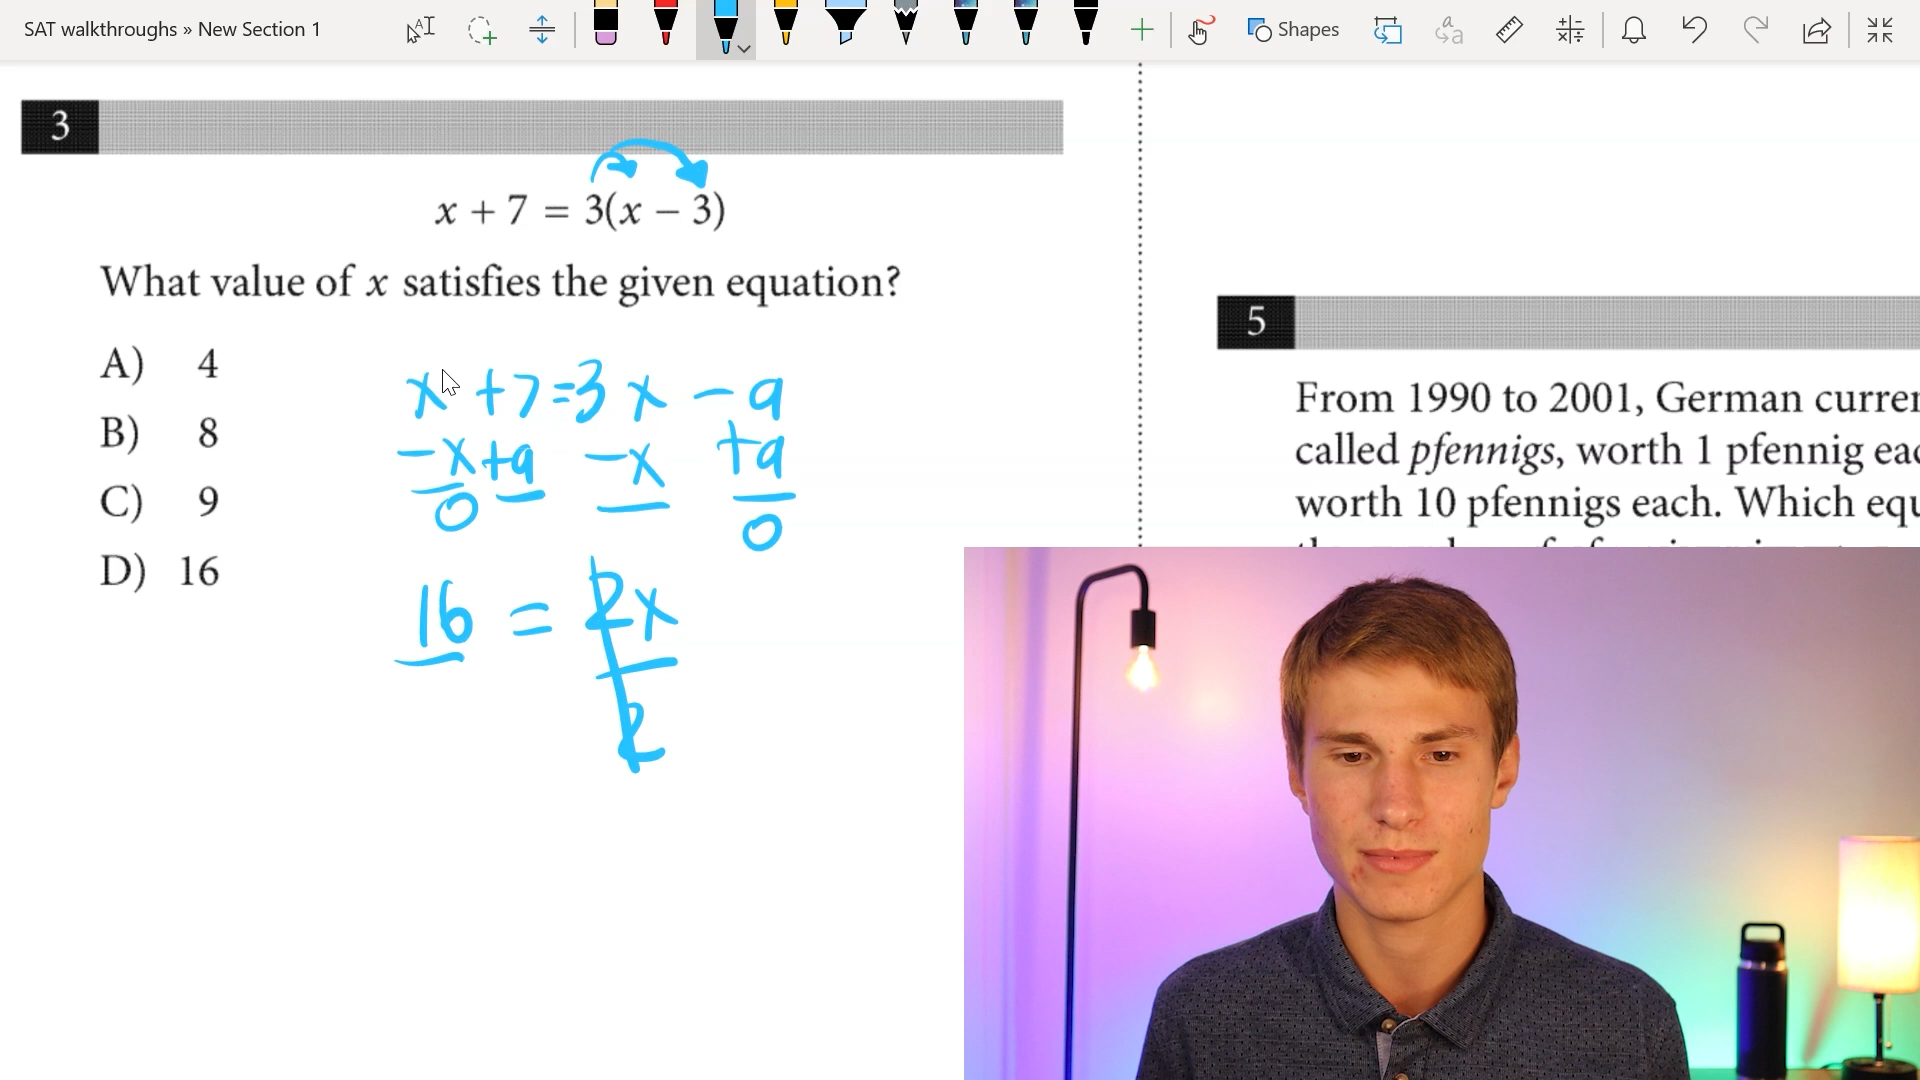 SAT walkthroughs » New Section 1
Shapes
3
x + 7 = 3(x − 3)
What value of x satisfies the given equation?
A) 4
B) 8
C) 9
D) 16
x + 7 = 3x − 9
−x +9 −x +9
0 0
16 = 2x
2
5
From 1990 to 2001, German curren
called pfennigs, worth 1 pfennig eac
worth 10 pfennigs each. Which equ